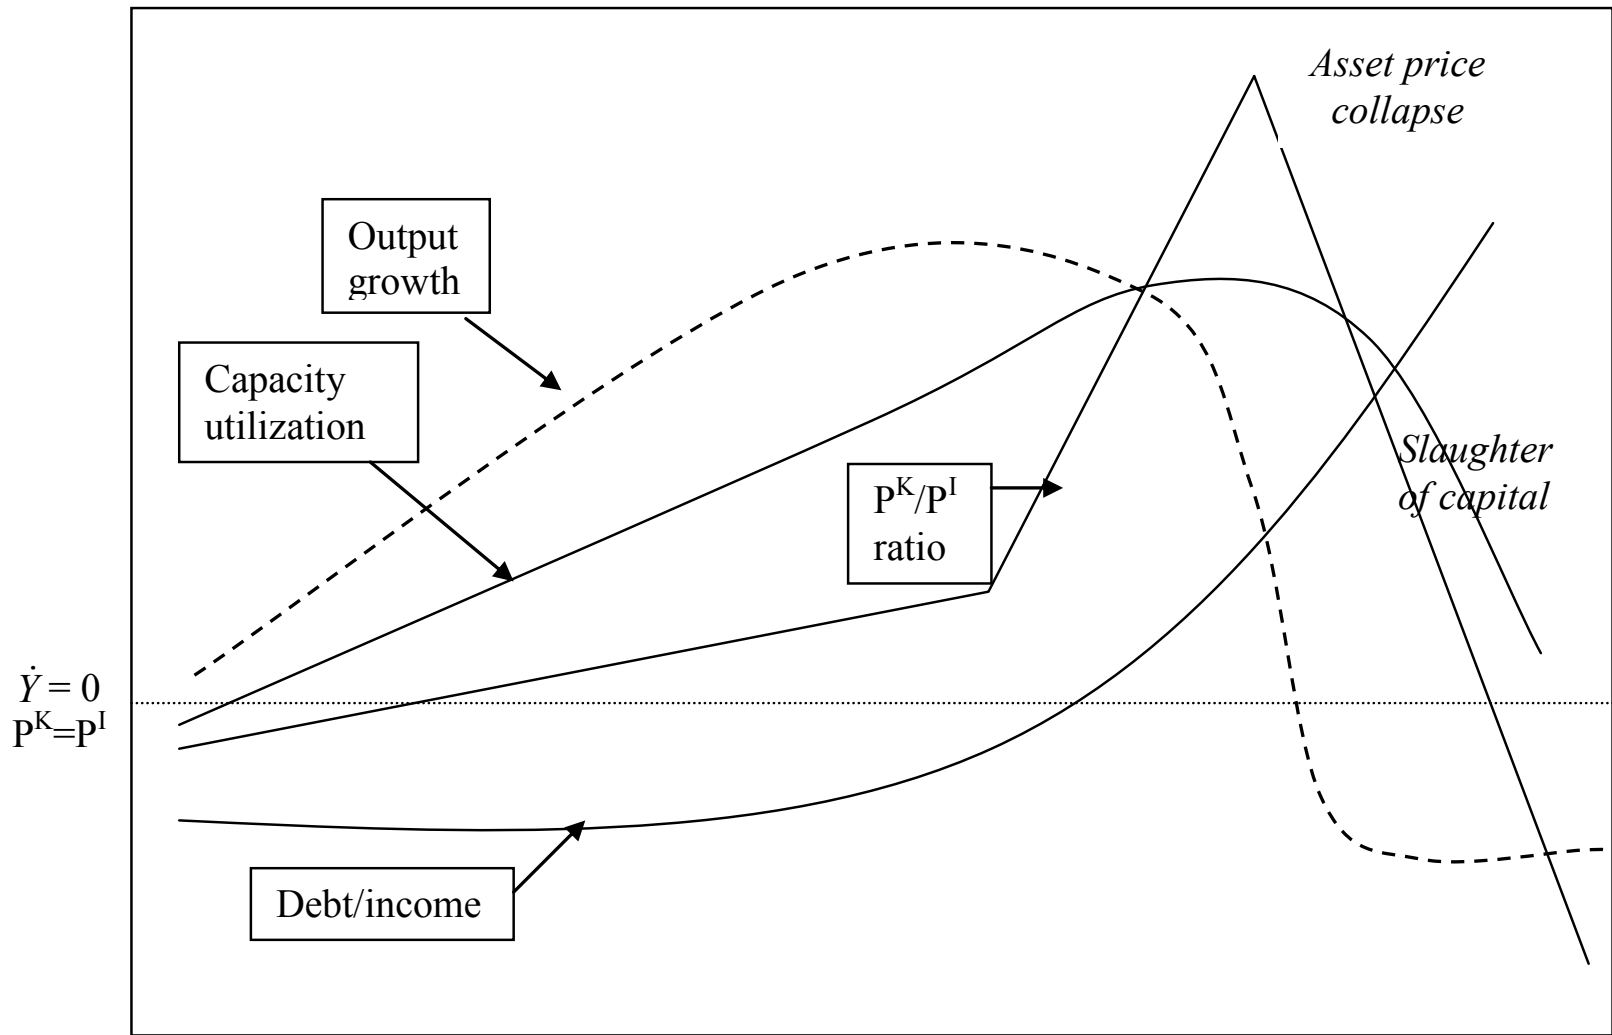 Asset price
collapse
Output
growth
Capacity
utilization
Slaughter
of capital
P^K/P^I
ratio
Ẏ = 0
P^K=P^I
Debt/income